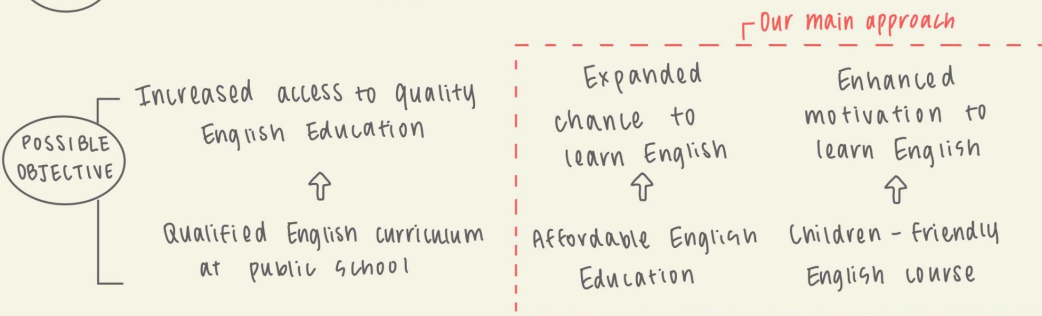 Our main approach
POSSIBLE
OBJECTIVE
Increased access to quality
English Education
Qualified English curriculum
at public school
Expanded
chance to
learn English
Affordable English
Education
Enhanced
motivation to
learn English
Children - friendly
English course